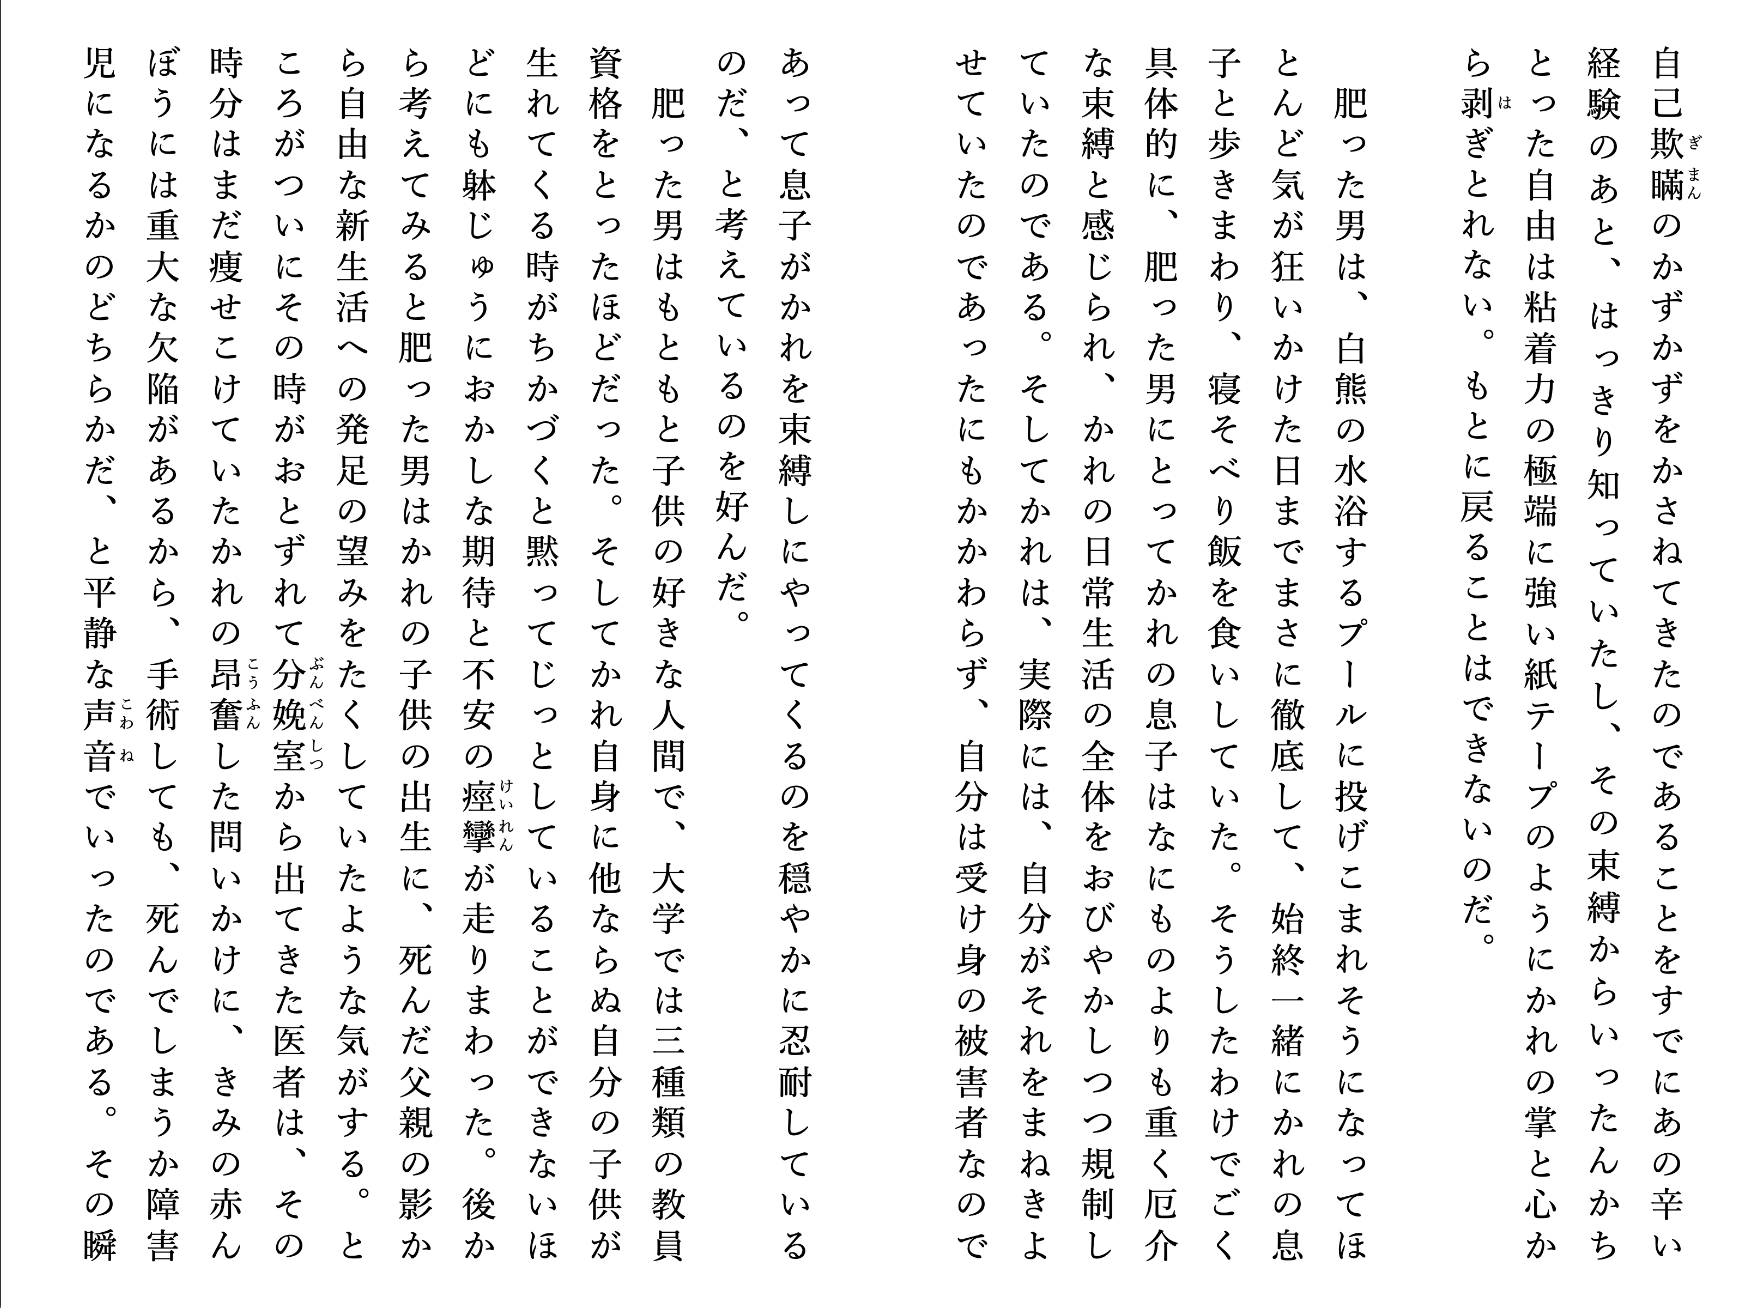 自己欺瞞のかずかずをかさねてきたのであることをすでにあの辛い
経験のあと、はっきり知っていたし、その束縛からいったんかち
とった自由は粘着力の極端に強い紙テープのようにかれの掌と心か
ら剥ぎとれない。もとに戻ることはできないのだ。
肥った男は、白熊の水浴するプールに投げこまれそうになってほ
とんど気が狂いかけた日までまさに徹底して、始終一緒にかれの息
子と歩きまわり、寝そべり飯を食いしていた。そうしたわけでごく
具体的に、肥った男にとってかれの息子はなにものよりも重く厄介
な束縛と感じられ、かれの日常生活の全体をおびやかしつつ規制し
ていたのである。そしてかれは、実際には、自分がそれをまねきよ
せていたのであったにもかかわらず、自分は受け身の被害者なので
あって息子がかれを束縛しにやってくるのを穏やかに忍耐している
のだ、と考えているのを好んだ。
肥った男はもともと子供の好きな人間で、大学では三種類の教員
資格をとったほどだった。そしてかれ自身に他ならぬ自分の子供が
生れてくる時がちかづくと黙ってじっとしていることができないほ
どにも躰じゅうにおかしな期待と不安の痙攣が走りまわった。後か
ら考えてみると肥った男はかれの子供の出生に、死んだ父親の影か
ら自由な新生活への発足の望みをたくしていたような気がする。と
ころがついにその時がおとずれて分娩室から出てきた医者は、その
時分はまだ痩せこけていたかれの昂奮した問いかけに、きみの赤ん
ぼうには重大な欠陥があるから、手術しても、死んでしまうか障害
児になるかのどちらかだ、と平静な声音でいったのである。その瞬